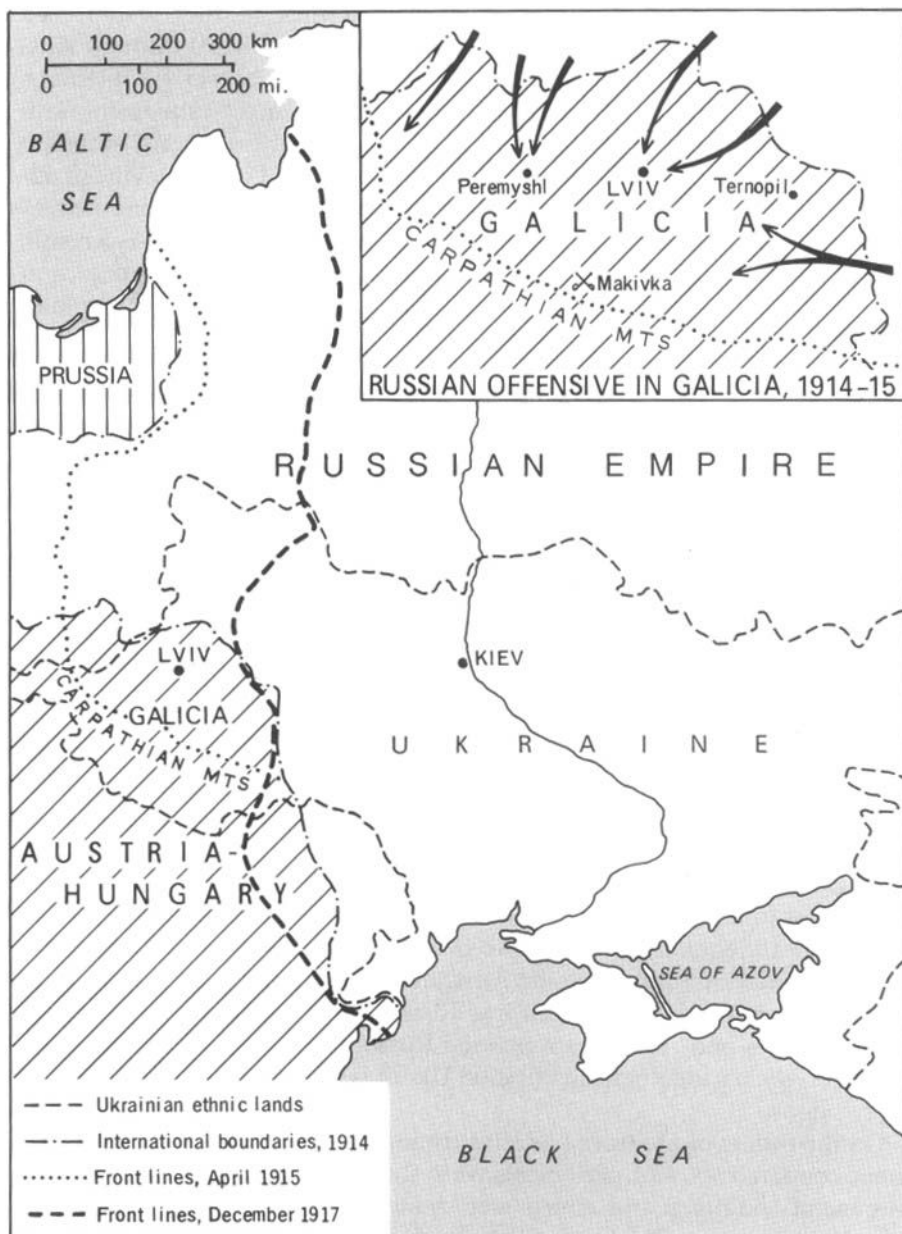 0 100 200 300 km
0 100 200 mi.
BALTIC
SEA
Peremyshl
LVIV
Ternopil
GALICIA
Makivka
CARPATHIAN MTS
RUSSIAN OFFENSIVE IN GALICIA, 1914-15
PRUSSIA
RUSSIAN EMPIRE
LVIV
KIEV
GALICIA
CARPATHIAN MTS
UKRAINE
AUSTRIA-
HUNGARY
SEA OF AZOV
BLACK SEA
Ukrainian ethnic lands
International boundaries, 1914
Front lines, April 1915
Front lines, December 1917